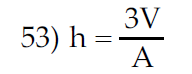 53) h = 3V/A